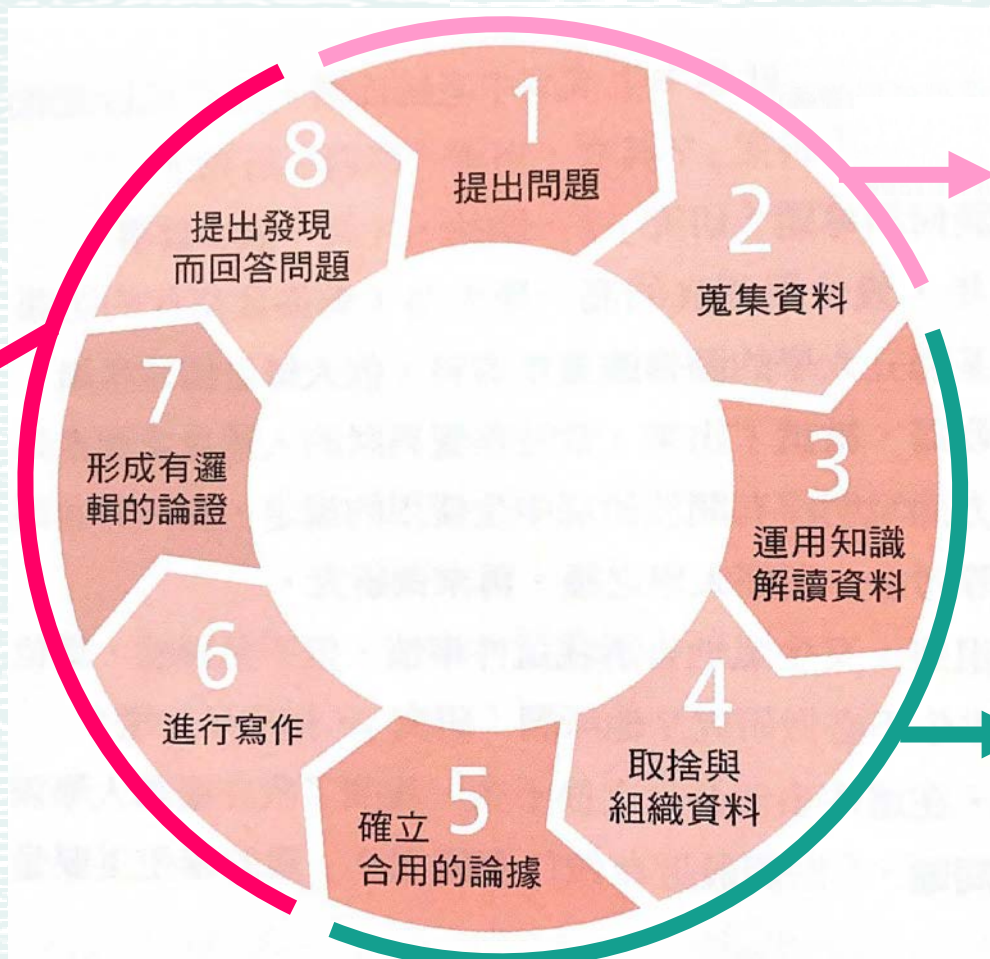 1
提出問題
2
蒐集資料
3
運用知識
解讀資料
4
取捨與
組織資料
5
確立
合用的論據
6
進行寫作
7
形成有邏
輯的論證
8
提出發現
而回答問題